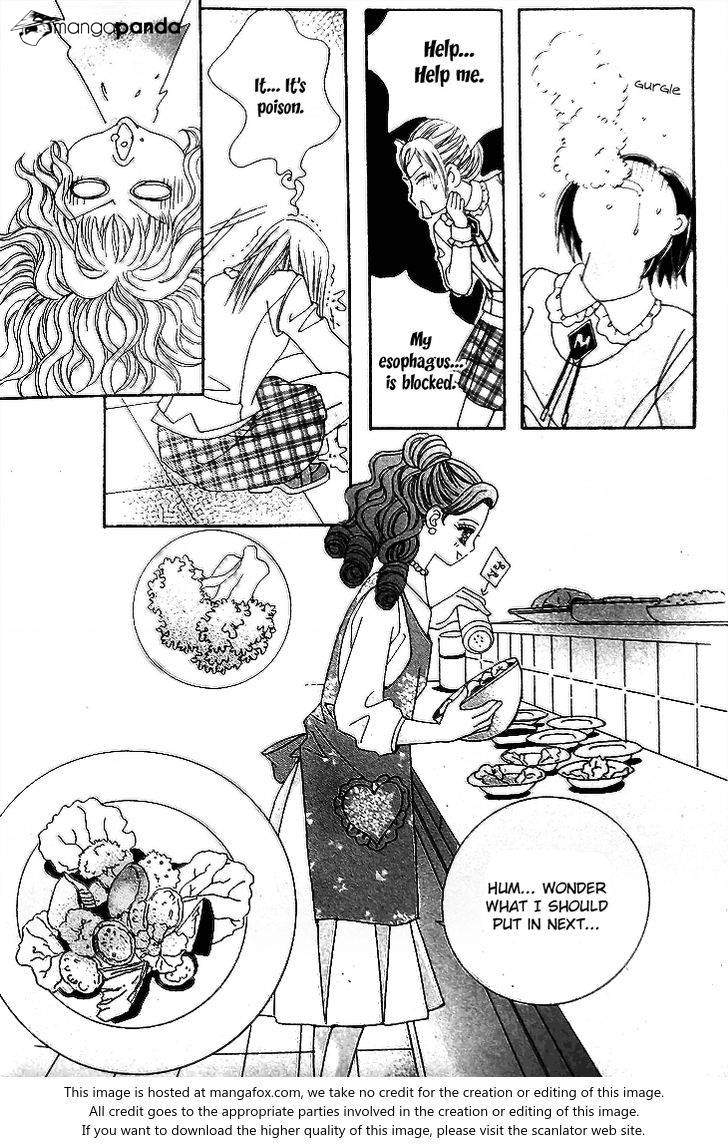 mangapanda
Gurgle
Help...
Help me.
My
esophagus...
is blocked.
It... It's
poison.
HUM... WONDER
WHAT I SHOULD
PUT IN NEXT...
This image is hosted at mangafox.com, we take no credit for the creation or editing of this image.
All credit goes to the appropriate parties involved in the creation or editing of this image.
If you want to download the higher quality of this image, please visit the scanlator web site.